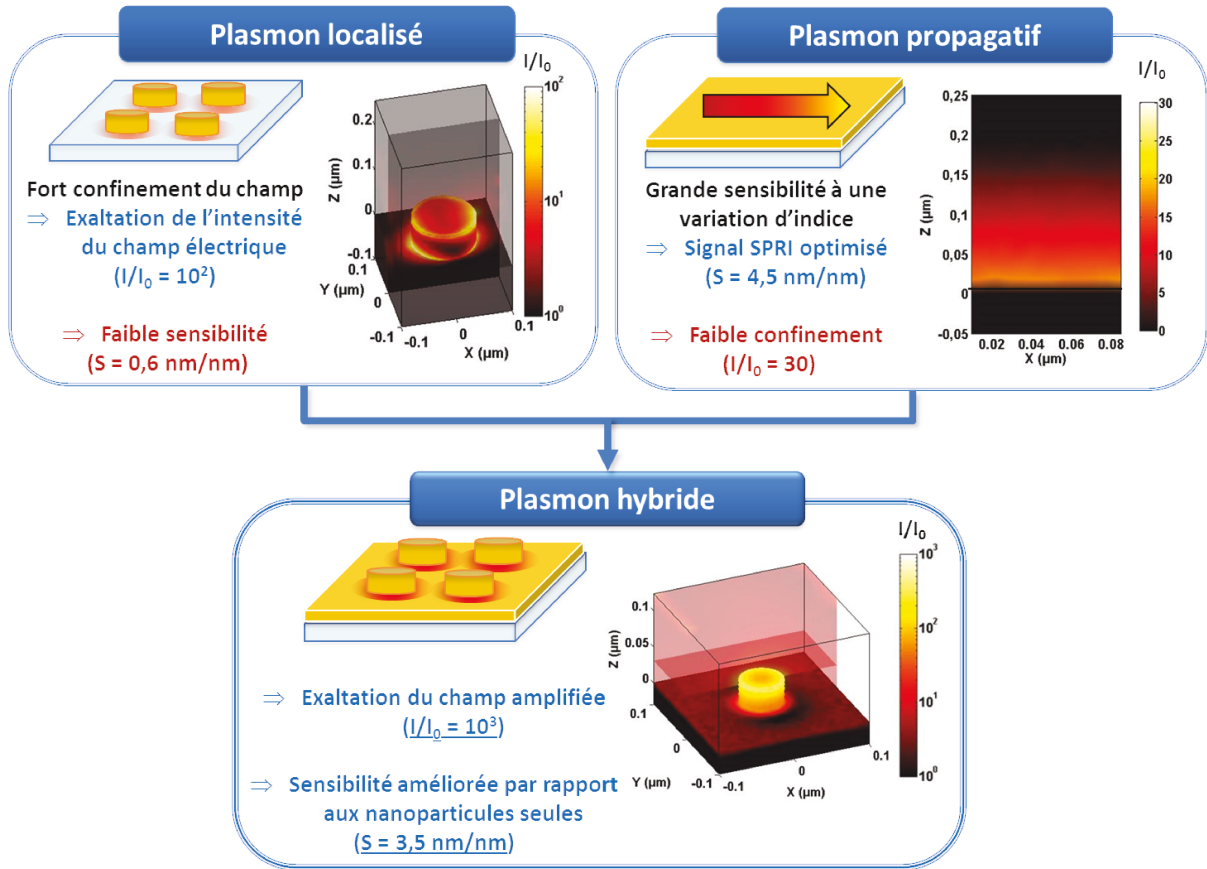 Plasmon localisé
Fort confinement du champ
⇒ Exaltation de l'intensité
du champ électrique
(I/I₀ = 10²)
⇒ Faible sensibilité
(S = 0,6 nm/nm)
I/I₀
10²
10¹
10⁰
Z (µm)
0.2
0.1
0
-0.1
0.1
Y (µm)
0
-0.1
-0.1
0
0.1
X (µm)
Plasmon propagatif
Grande sensibilité à une
variation d'indice
⇒ Signal SPRI optimisé
(S = 4,5 nm/nm)
⇒ Faible confinement
(I/I₀ = 30)
I/I₀
Z (µm)
0,25
0,2
0,15
0,1
0,05
0
-0,05
0.02 0.04 0.06 0.08
X (µm)
30
25
20
15
10
5
0
Plasmon hybride
⇒ Exaltation du champ amplifiée
(I/I₀ = 10³)
⇒ Sensibilité améliorée par rapport
aux nanoparticules seules
(S = 3,5 nm/nm)
I/I₀
10³
10²
10¹
10⁰
Z (µm)
0.1
0.05
0
0.1
0
Y (µm)
-0.1
-0.1
0
0.1
X (µm)